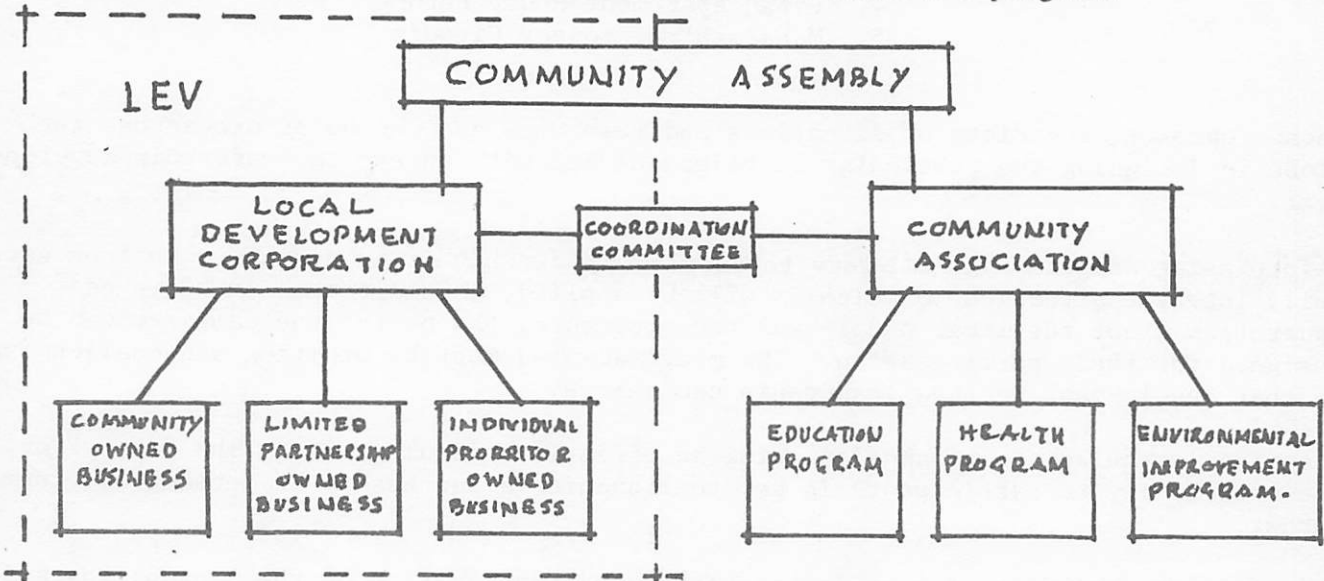 COMMUNITY ASSEMBLY
LEV
LOCAL
DEVELOPMENT
CORPORATION
COORDINATION
COMMITTEE
COMMUNITY
ASSOCIATION
COMMUNITY
OWNED
BUSINESS
LIMITED
PARTNERSHIP
OWNED
BUSINESS
INDIVIDUAL
PRORRITOR
OWNED
BUSINESS
EDUCATION
PROGRAM
HEALTH
PROGRAM
ENVIRONMENTAL
IMPROVEMENT
PROGRAM.